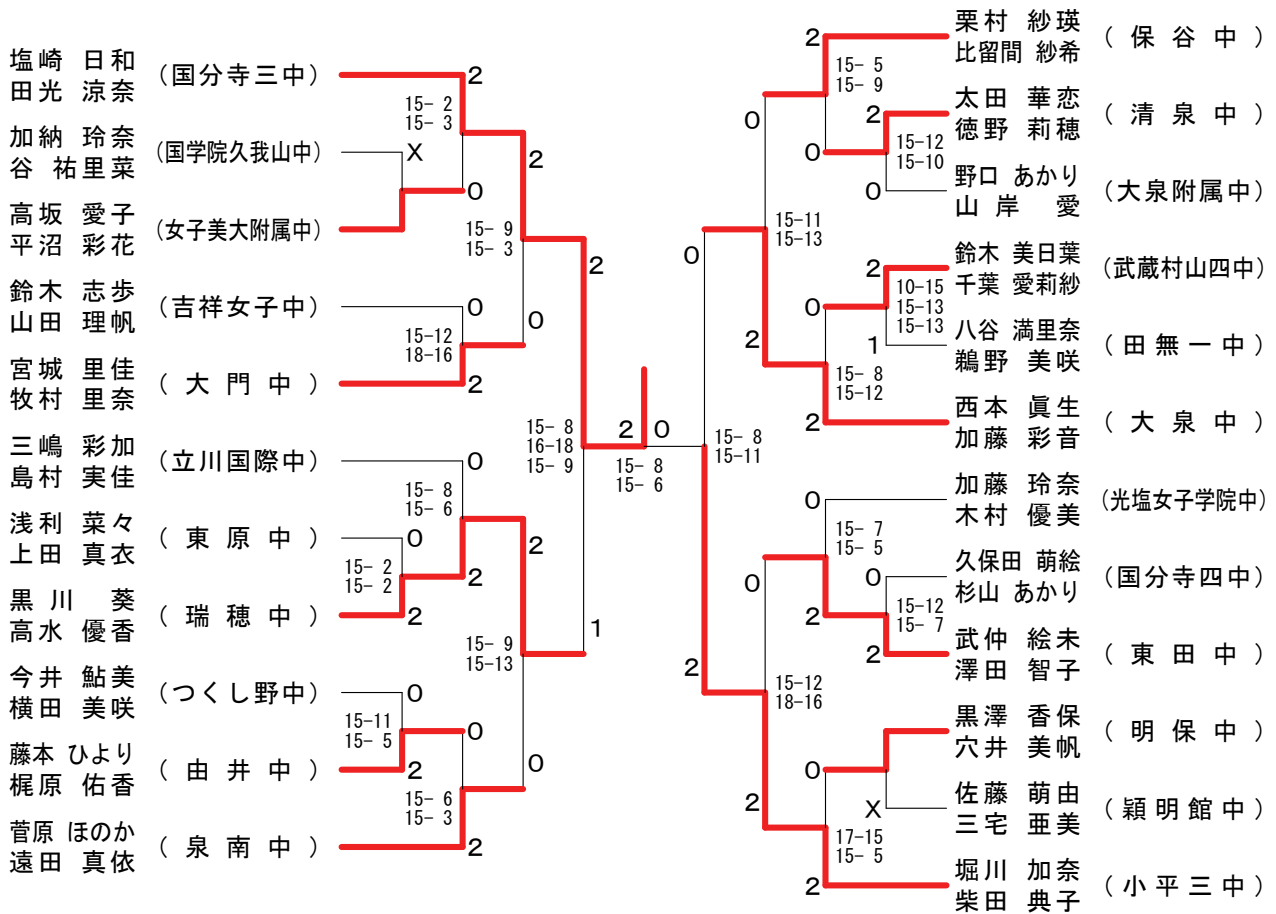 塩崎 日和
田光 涼奈
(国分寺三中)
2
15- 2
15- 3
加納 玲奈
谷 祐里菜
(国学院久我山中)
X
0
高坂 愛子
平沼 彩花
(女子美大附属中)
2
15- 9
15- 3
鈴木 志歩
山田 理帆
(吉祥女子中)
0
15-12
18-16
0
宮城 里佳
牧村 里奈
(大門中)
2
2
三嶋 彩加
島村 実佳
(立川国際中)
0
15- 8
15- 6
浅利 菜々
上田 真衣
(東原中)
0
15- 2
15- 2
2
2
黒川 葵
高水 優香
(瑞穂中)
2
15- 9
15-13
1
今井 鮎美
横田 美咲
(つくし野中)
0
15-11
15- 5
0
藤本 ひより
梶原 佑香
(由井中)
2
15- 6
15- 3
0
菅原 ほのか
遠田 真依
(泉南中)
2
15- 8
16-18
15- 9
2 0
15- 8
15- 6
栗村 紗瑛
比留間 紗希
(保谷中)
2
15- 5
15- 9
太田 華恋
徳野 莉穂
(清泉中)
2
15-12
15-10
0
0
野口 あかり
山岸 愛
(大泉附属中)
0
15-11
15-13
0
鈴木 美日葉
千葉 愛莉紗
(武蔵村山四中)
2
10-15
15-13
15-13
0
八谷 満里奈
鵜野 美咲
(田無一中)
1
2
15- 8
15-12
西本 眞生
加藤 彩音
(大泉中)
2
15- 8
15-11
加藤 玲奈
木村 優美
(光塩女子学院中)
0
15- 7
15- 5
久保田 萌絵
杉山 あかり
(国分寺四中)
0
15-12
15- 7
0
2
武仲 絵未
澤田 智子
(東田中)
2
2
15-12
18-16
黒澤 香保
穴井 美帆
(明保中)
0
佐藤 萌由
三宅 亜美
(穎明館中)
X
2
17-15
15- 5
堀川 加奈
柴田 典子
(小平三中)
2